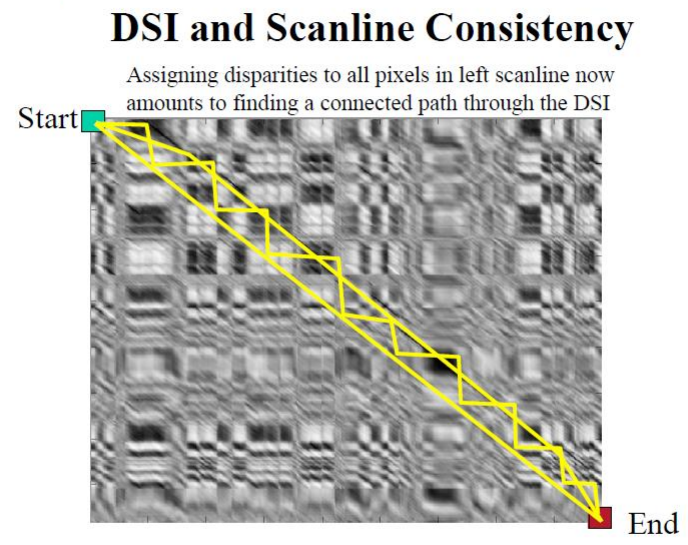 DSI and Scanline Consistency
Assigning disparities to all pixels in left scanline now
amounts to finding a connected path through the DSI
Start
End